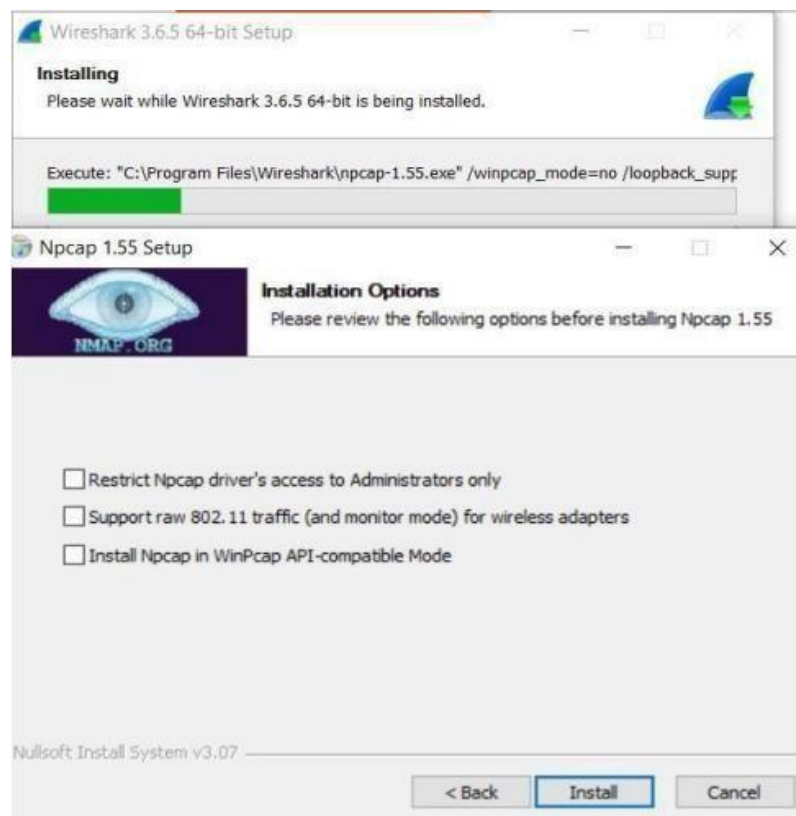 Wireshark 3.6.5 64-bit Setup
Installing
Please wait while Wireshark 3.6.5 64-bit is being installed.
Execute: "C:\Program Files\Wireshark\npcap-1.55.exe" /winpcap_mode=no /loopback_supp
Npcap 1.55 Setup
NMAP.ORG
Installation Options
Please review the following options before installing Npcap 1.55
Restrict Npcap driver's access to Administrators only
Support raw 802.11 traffic (and monitor mode) for wireless adapters
Install Npcap in WinPcap API-compatible Mode
Nullsoft Install System v3.07
< Back Install Cancel